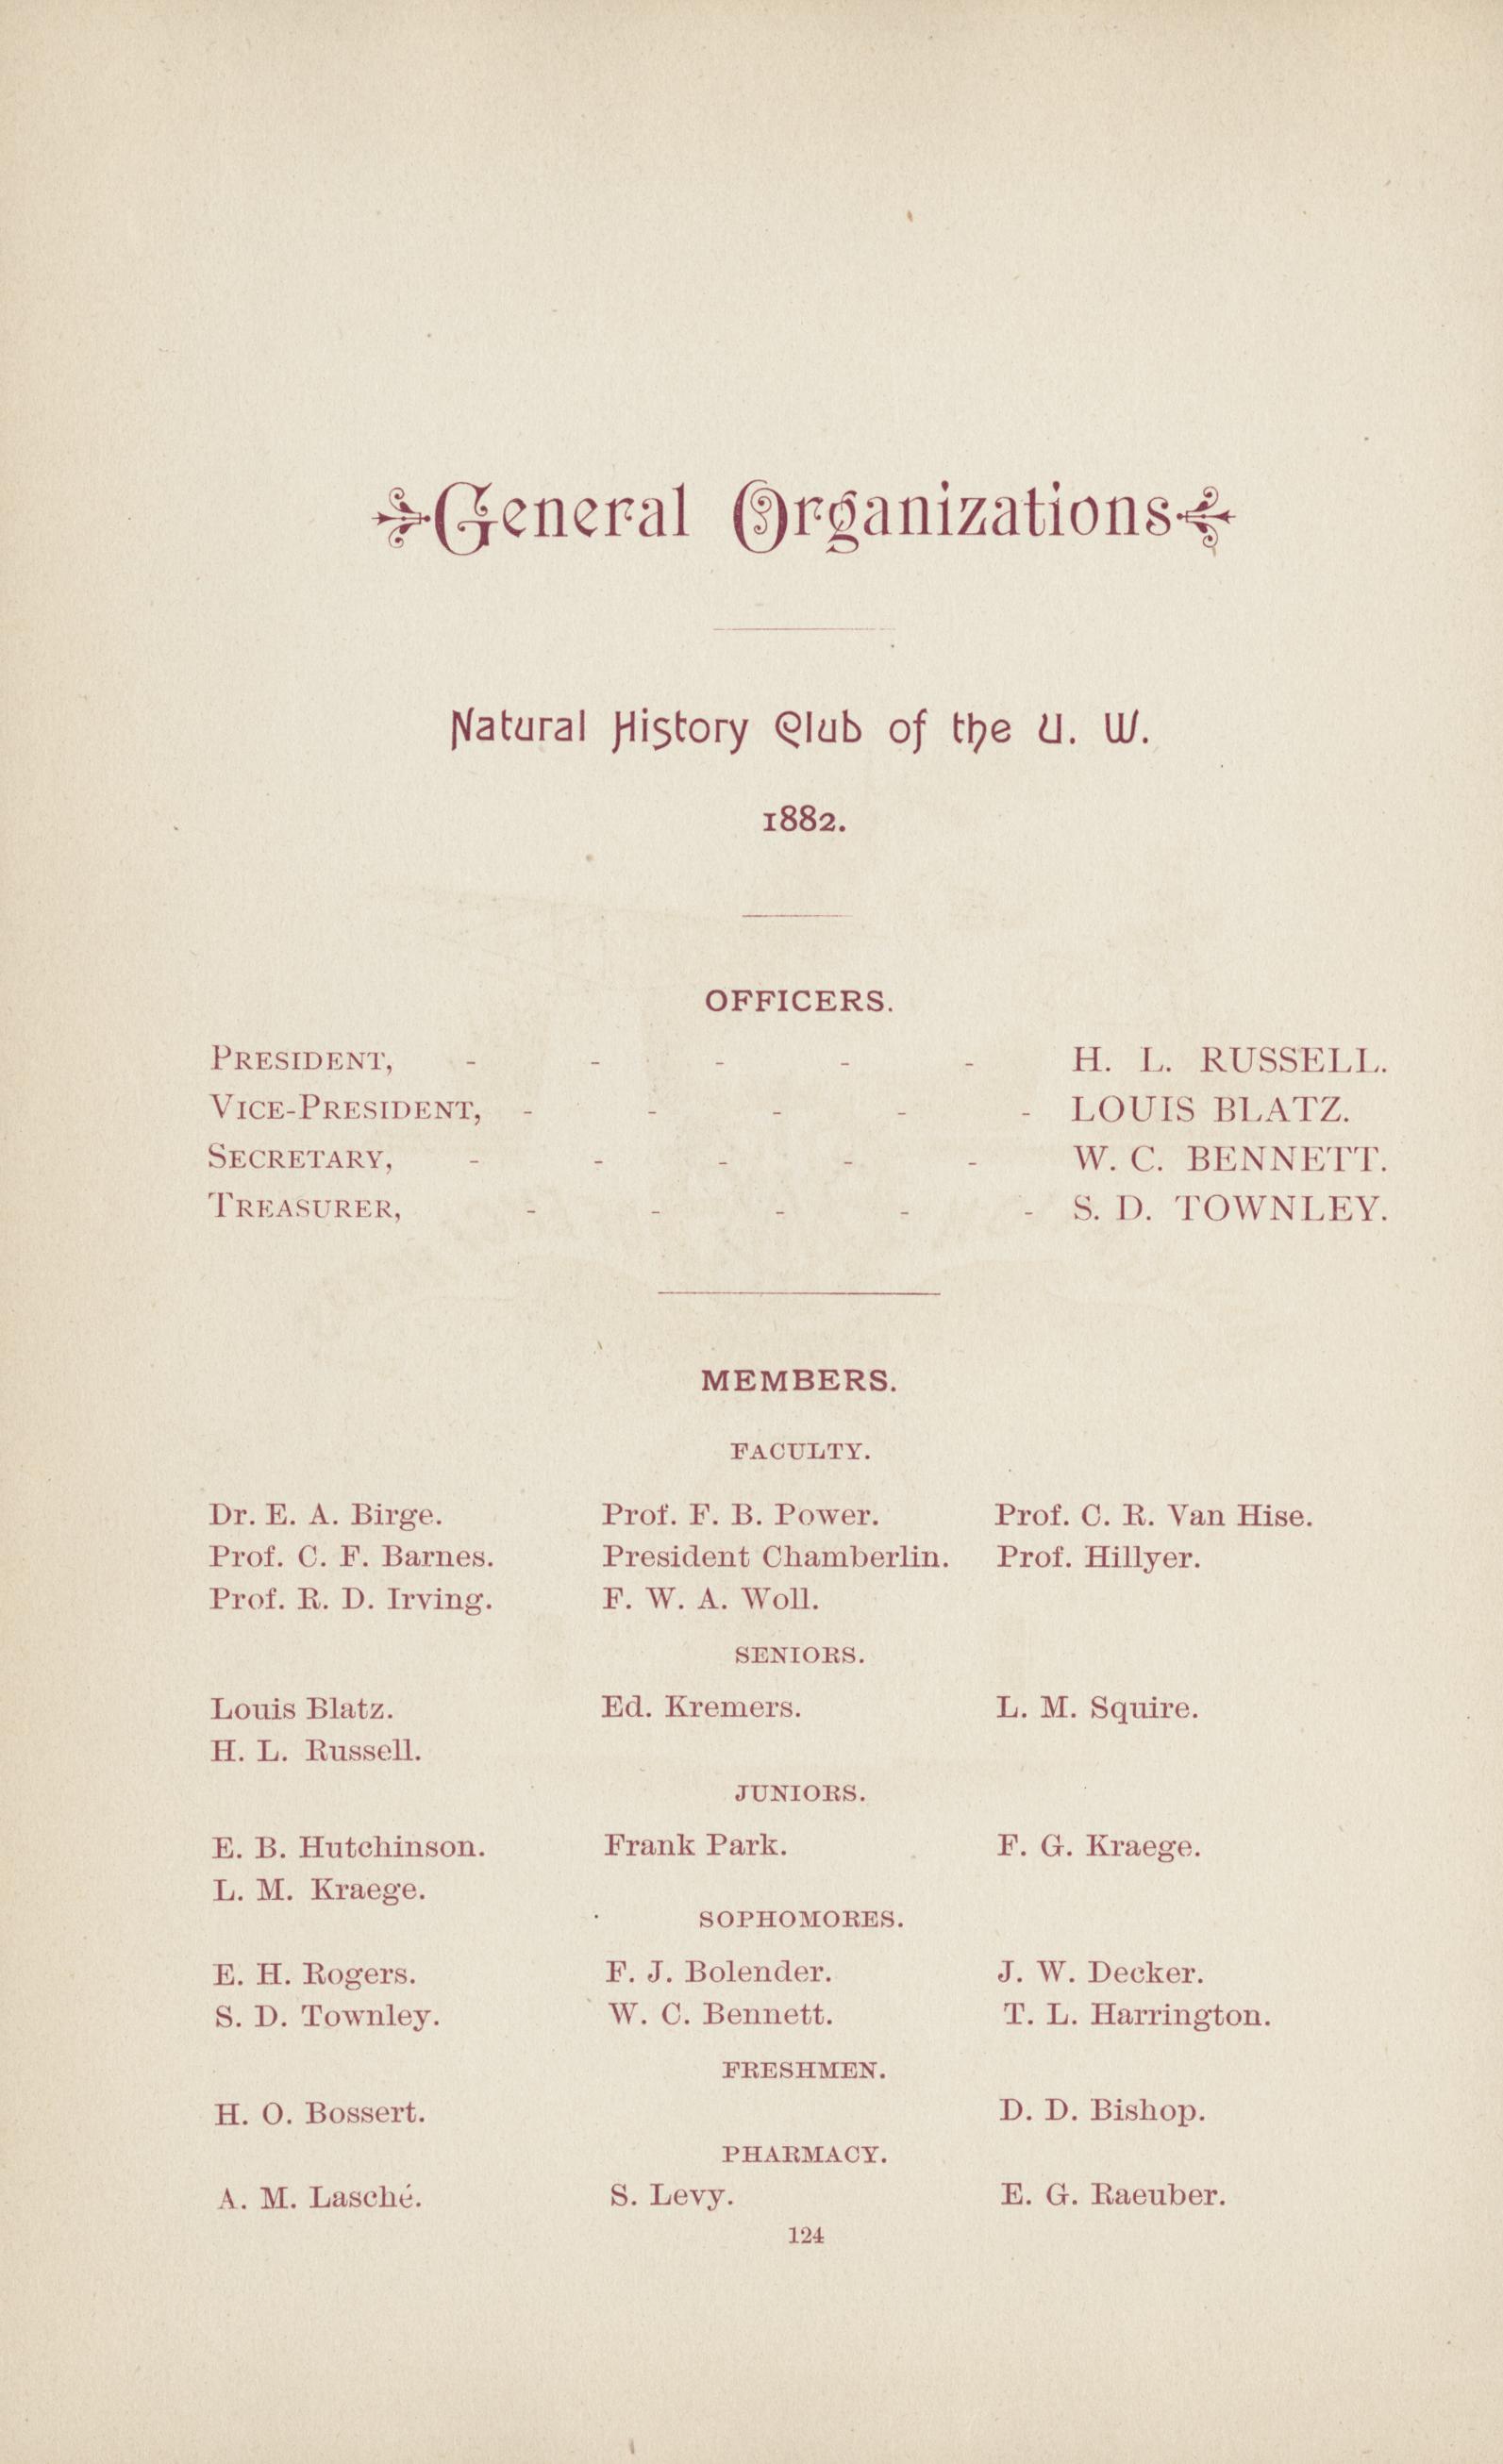 General Organizations
Natural History Club of the U. W.
1882.
OFFICERS.
PRESIDENT, - - - - - H. L. RUSSELL.
VICE-PRESIDENT, - - - - - LOUIS BLATZ.
SECRETARY, - - - - - W. C. BENNETT.
TREASURER, - - - - - S. D. TOWNLEY.
MEMBERS.
FACULTY.
Dr. E. A. Birge. Prof. F. B. Power. Prof. C. R. Van Hise.
Prof. C. F. Barnes. President Chamberlin. Prof. Hillyer.
Prof. R. D. Irving. F. W. A. Woll.
SENIORS.
Louis Blatz. Ed. Kremers. L. M. Squire.
H. L. Russell.
JUNIORS.
E. B. Hutchinson. Frank Park. F. G. Kraege.
L. M. Kraege.
SOPHOMORES.
E. H. Rogers. F. J. Bolender. J. W. Decker.
S. D. Townley. W. C. Bennett. T. L. Harrington.
FRESHMEN.
H. O. Bossert. D. D. Bishop.
PHARMACY.
A. M. Lasché. S. Levy. E. G. Raeuber.
124